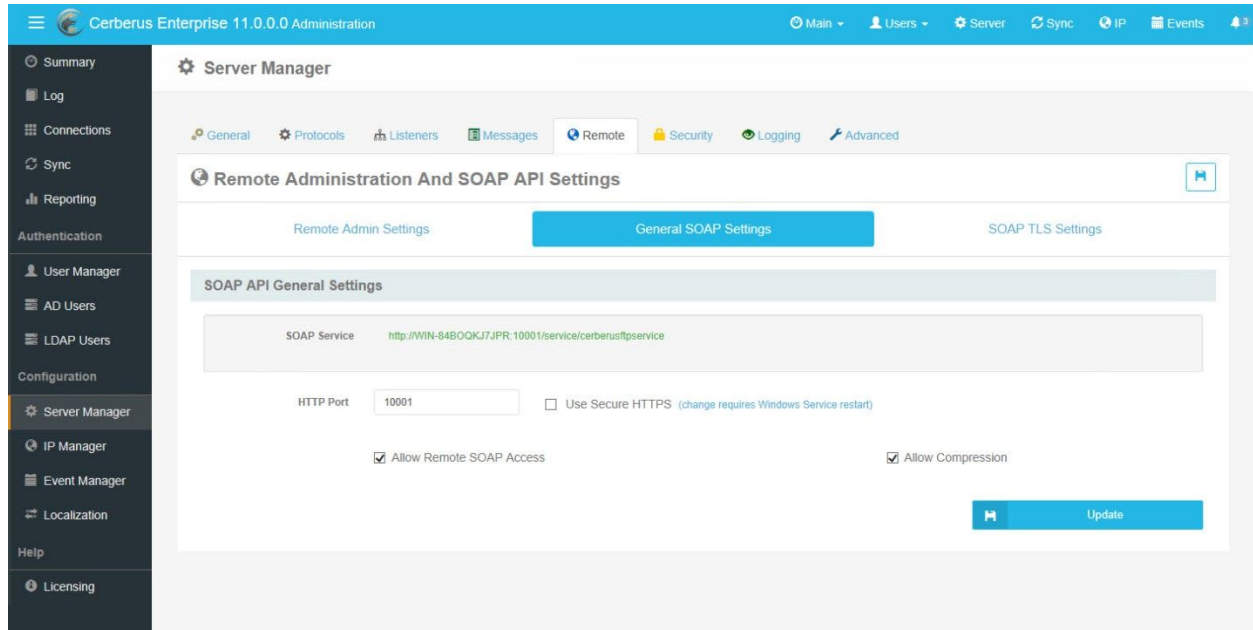 Cerberus Enterprise 11.0.0.0 Administration
Main
Users
Server
Sync
IP
Events
3
Summary
Log
Connections
Sync
Reporting
Authentication
User Manager
AD Users
LDAP Users
Configuration
Server Manager
IP Manager
Event Manager
Localization
Help
Licensing
Server Manager
General
Protocols
Listeners
Messages
Remote
Security
Logging
Advanced
Remote Administration And SOAP API Settings
Remote Admin Settings
General SOAP Settings
SOAP TLS Settings
SOAP API General Settings
SOAP Service http://WIN-84BOQKJ7JPR:10001/service/cerberusftpservice
HTTP Port 10001 Use Secure HTTPS (change requires Windows Service restart)
Allow Remote SOAP Access
Allow Compression
Update